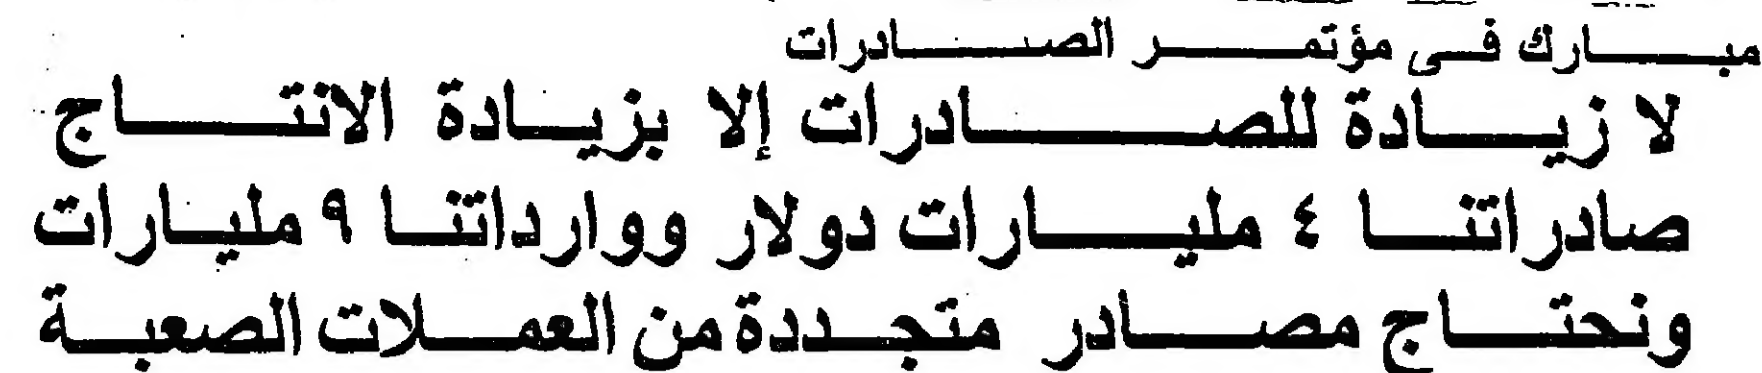 مبارك فى مؤتمر الصادرات
لا زيادة للصادرات إلا بزيادة الانتاج
صادراتنا ٤ مليارات دولار ووارداتنا ٩ مليارات
ونحتاج مصادر متجددة من العملات الصعبة